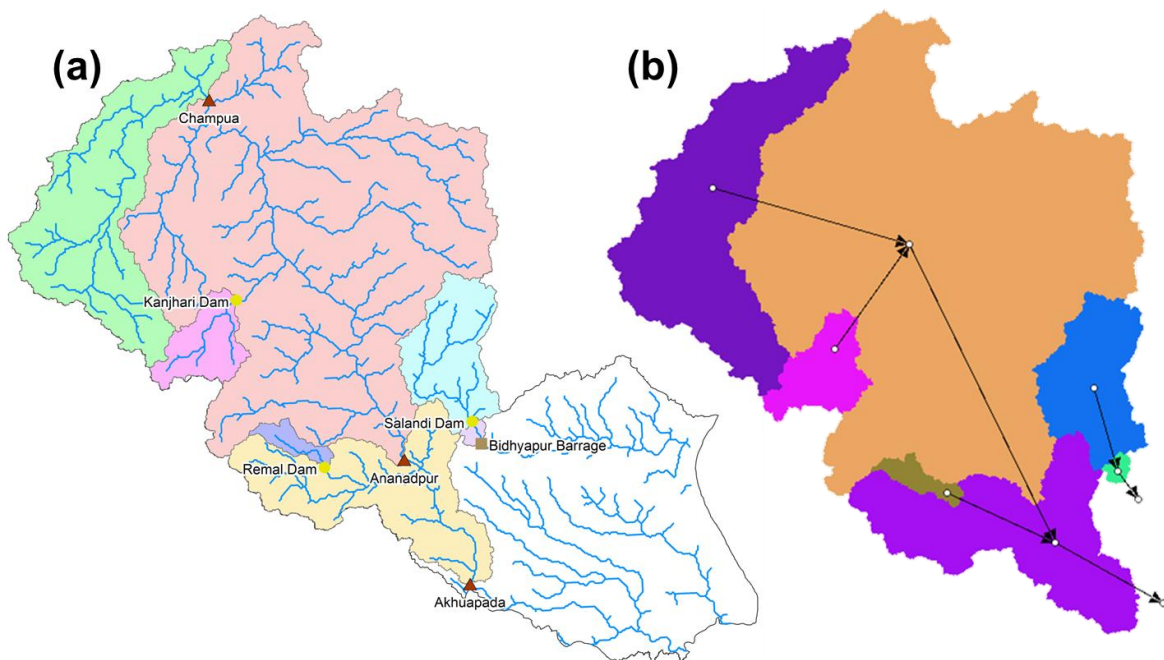 (a)
(b)
Champua
Kanjhari Dam
Salandi Dam
Bidhyapur Barrage
Remal Dam
Ananadpur
Akhuapada